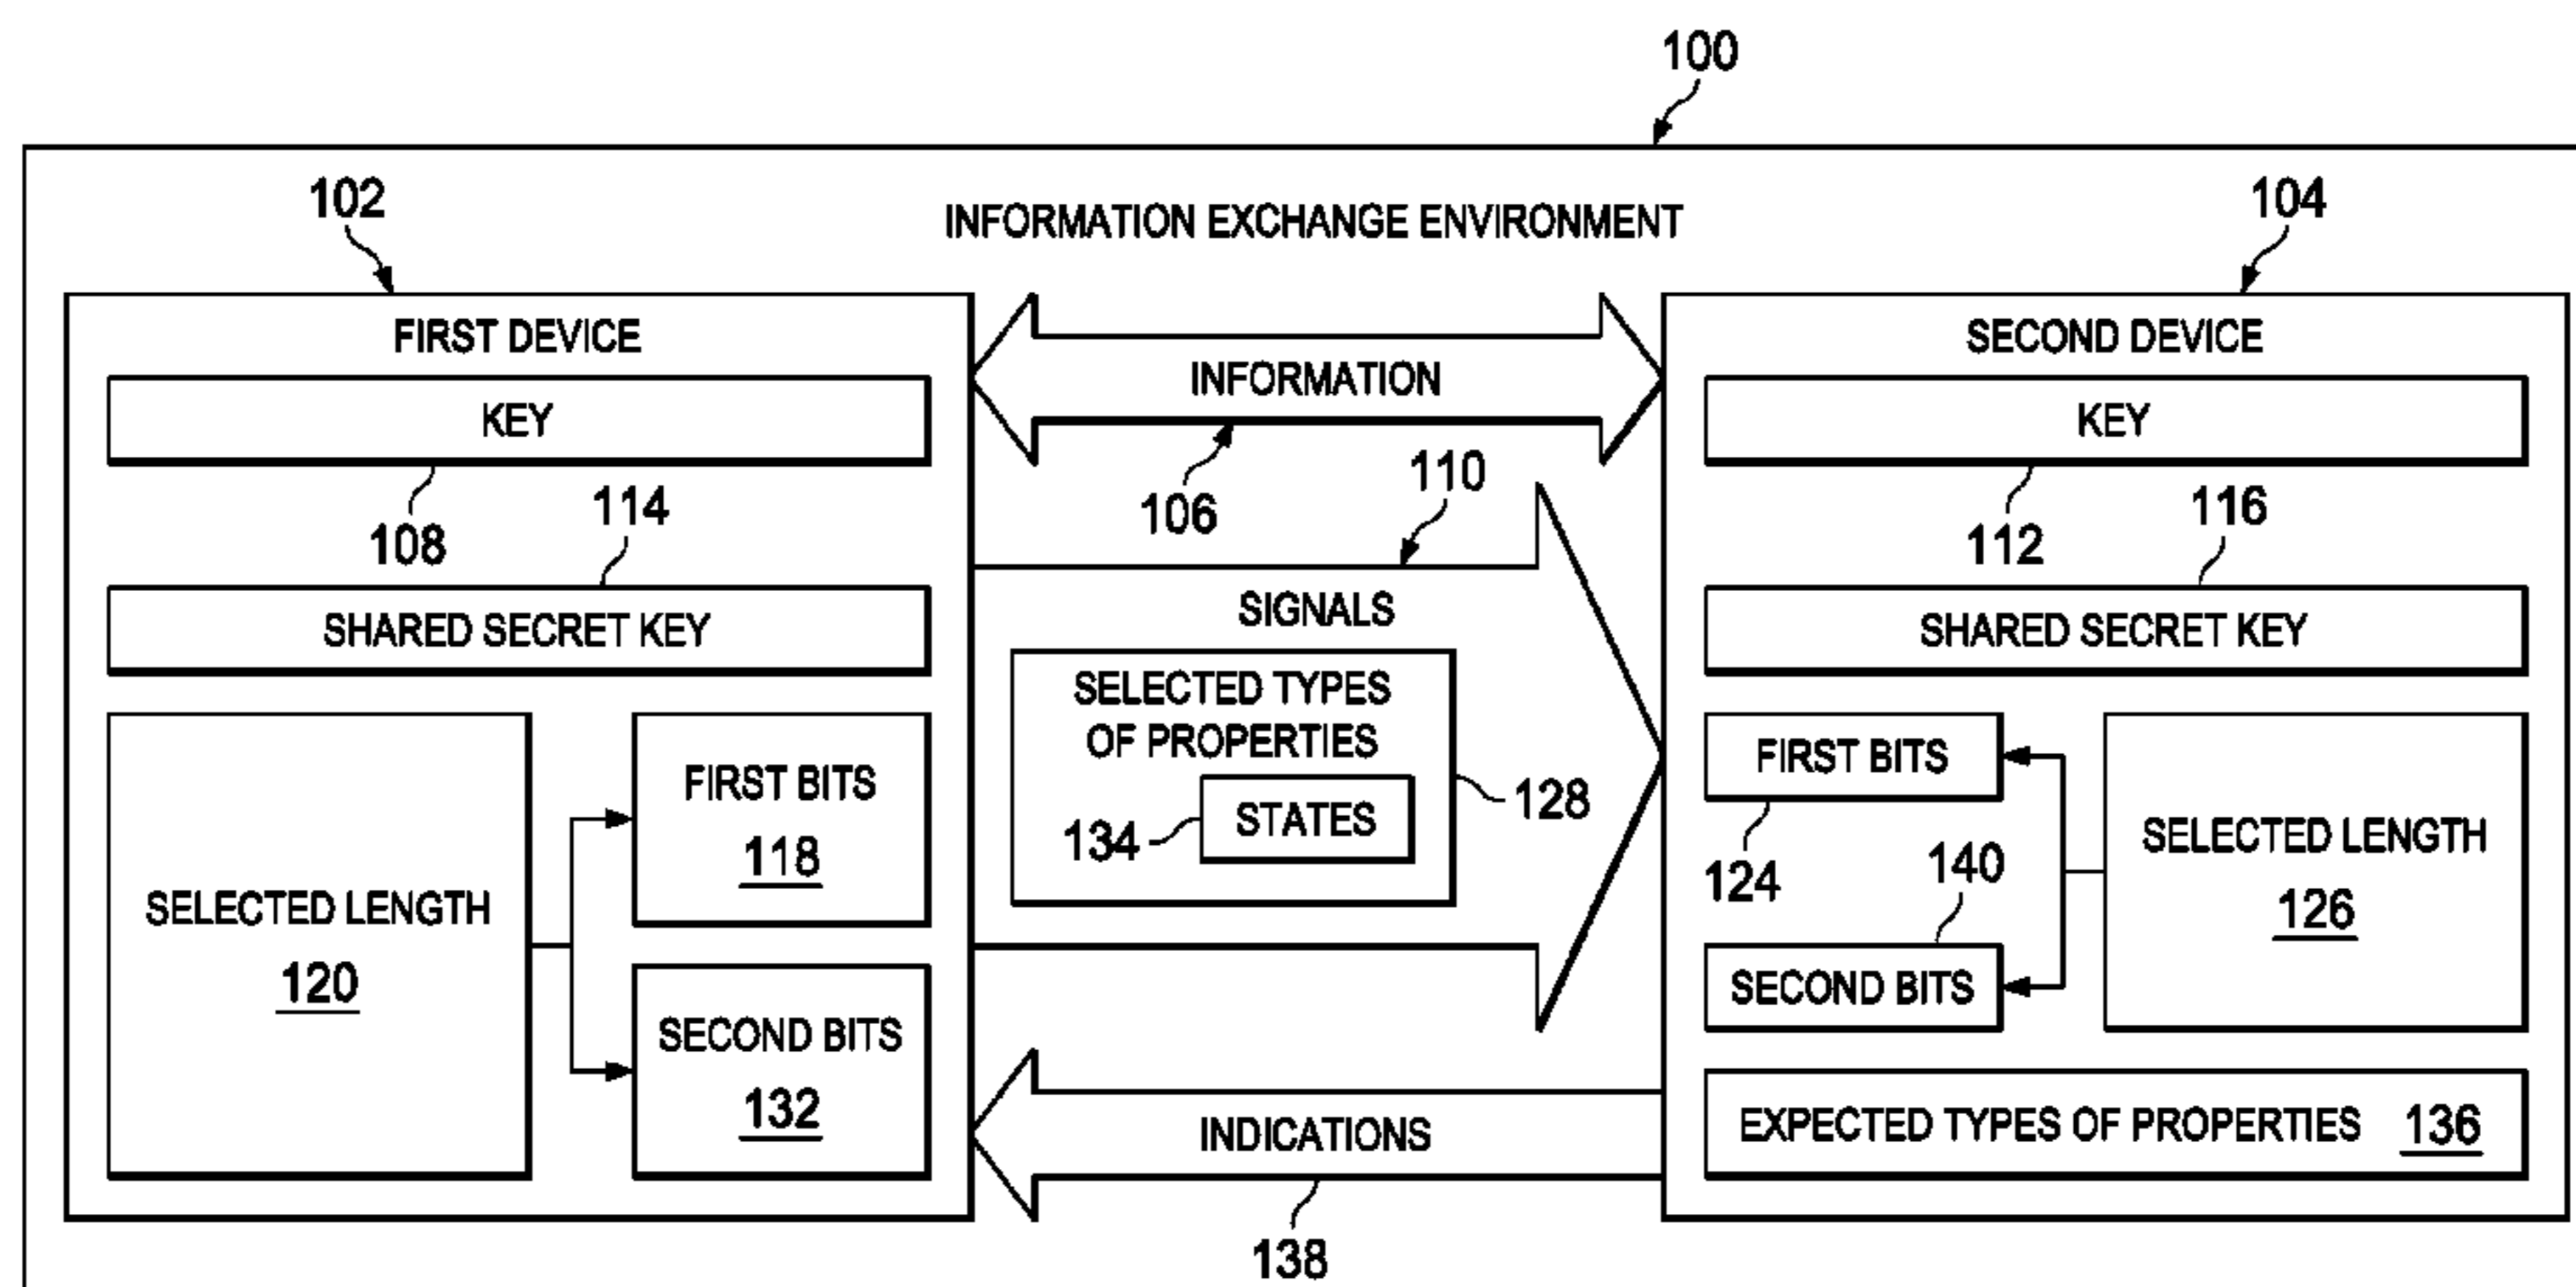 100
INFORMATION EXCHANGE ENVIRONMENT
102
104
FIRST DEVICE
KEY
108
114
SHARED SECRET KEY
SELECTED LENGTH
120
FIRST BITS
118
SECOND BITS
132
INFORMATION
106
110
SIGNALS
SELECTED TYPES
OF PROPERTIES
STATES
134
128
INDICATIONS
138
SECOND DEVICE
KEY
112
116
SHARED SECRET KEY
FIRST BITS
124
140
SECOND BITS
SELECTED LENGTH
126
EXPECTED TYPES OF PROPERTIES 136